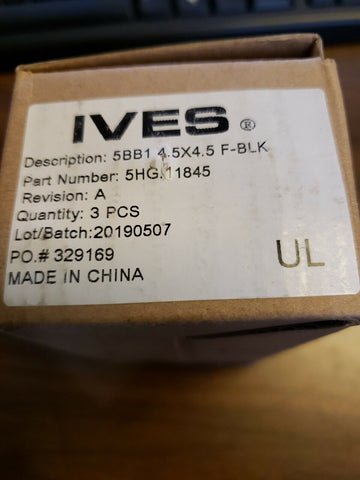 IVES ®
Description: 5BB1 4.5X4.5 F-BLK
Part Number: 5HG.11845
Revision: A
Quantity: 3 PCS
Lot/Batch:20190507
PO.# 329169
MADE IN CHINA
UL